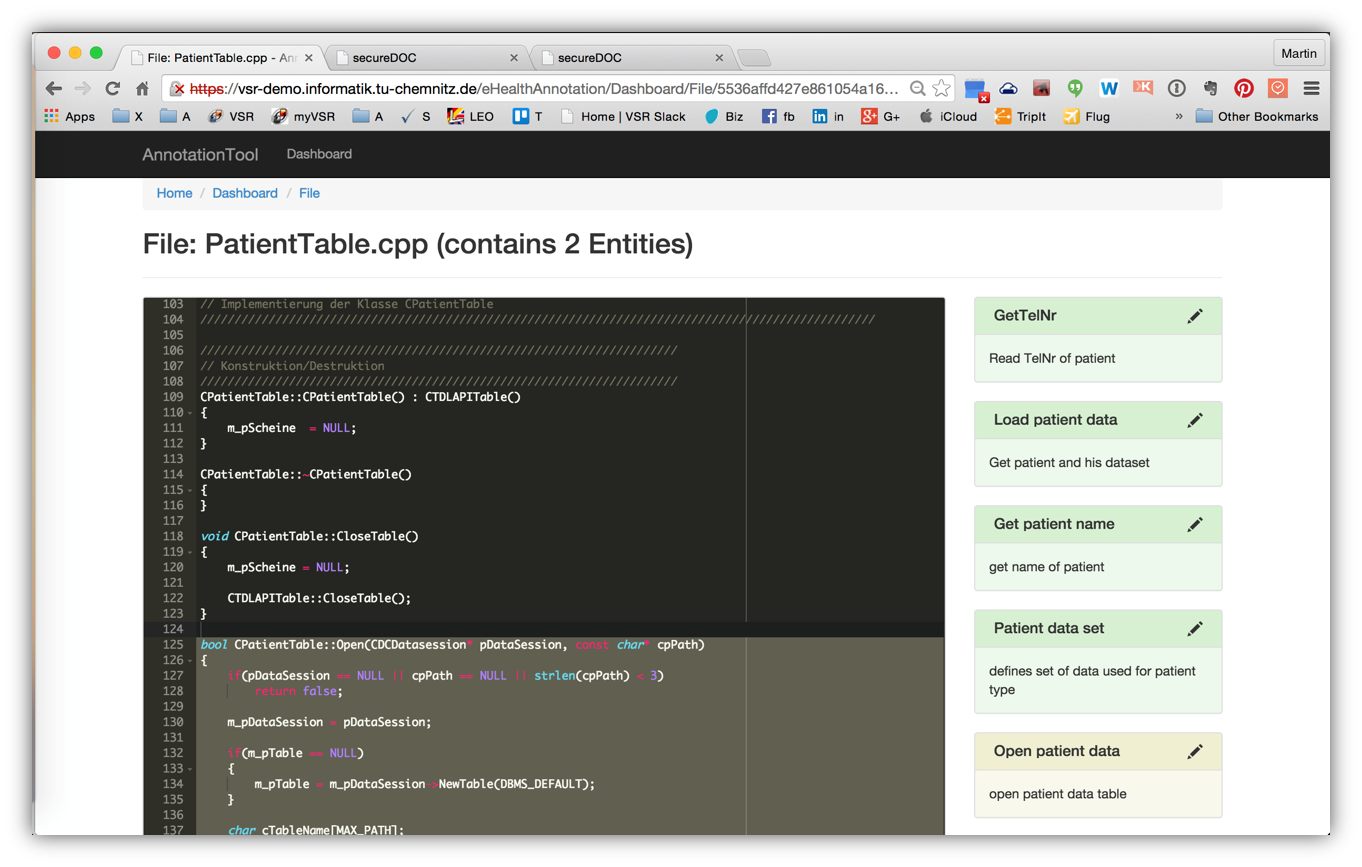 File: PatientTable.cpp - An
secureDOC
secureDOC
Martin
https://vsr-demo.informatik.tu-chemnitz.de/eHealthAnnotation/Dashboard/File/5536affd427e861054a16...
Apps X A VSR myVSR A S LEO T Home | VSR Slack Biz fb in G+ iCloud TripIt Flug » Other Bookmarks
AnnotationTool Dashboard
Home / Dashboard / File
File: PatientTable.cpp (contains 2 Entities)
103 // Implementierung der Klasse CPatientTable
104 ///////////////////////////////////////////////////////////////////////////////////////////////////
105
106 //////////////////////////////////////////////////////////////////////
107 // Konstruktion/Destruktion
108 //////////////////////////////////////////////////////////////////////
109 CPatientTable::CPatientTable() : CTDLAPITable()
110 {
111     m_pScheine  = NULL;
112 }
113
114 CPatientTable::~CPatientTable()
115 {
116 }
117
118 void CPatientTable::CloseTable()
119 {
120     m_pScheine = NULL;
121
122     CTDLAPITable::CloseTable();
123 }
124
125 bool CPatientTable::Open(CDCDatasession* pDataSession, const char* cpPath)
126 {
127     if(pDataSession == NULL || cpPath == NULL || strlen(cpPath) < 3)
128         return false;
129
130     m_pDataSession = pDataSession;
131
132     if(m_pTable == NULL)
133     {
134         m_pTable = m_pDataSession->NewTable(DBMS_DEFAULT);
135     }
136
137     char cTableName[MAX_PATH];
GetTelNr
Read TelNr of patient
Load patient data
Get patient and his dataset
Get patient name
get name of patient
Patient data set
defines set of data used for patient
type
Open patient data
open patient data table